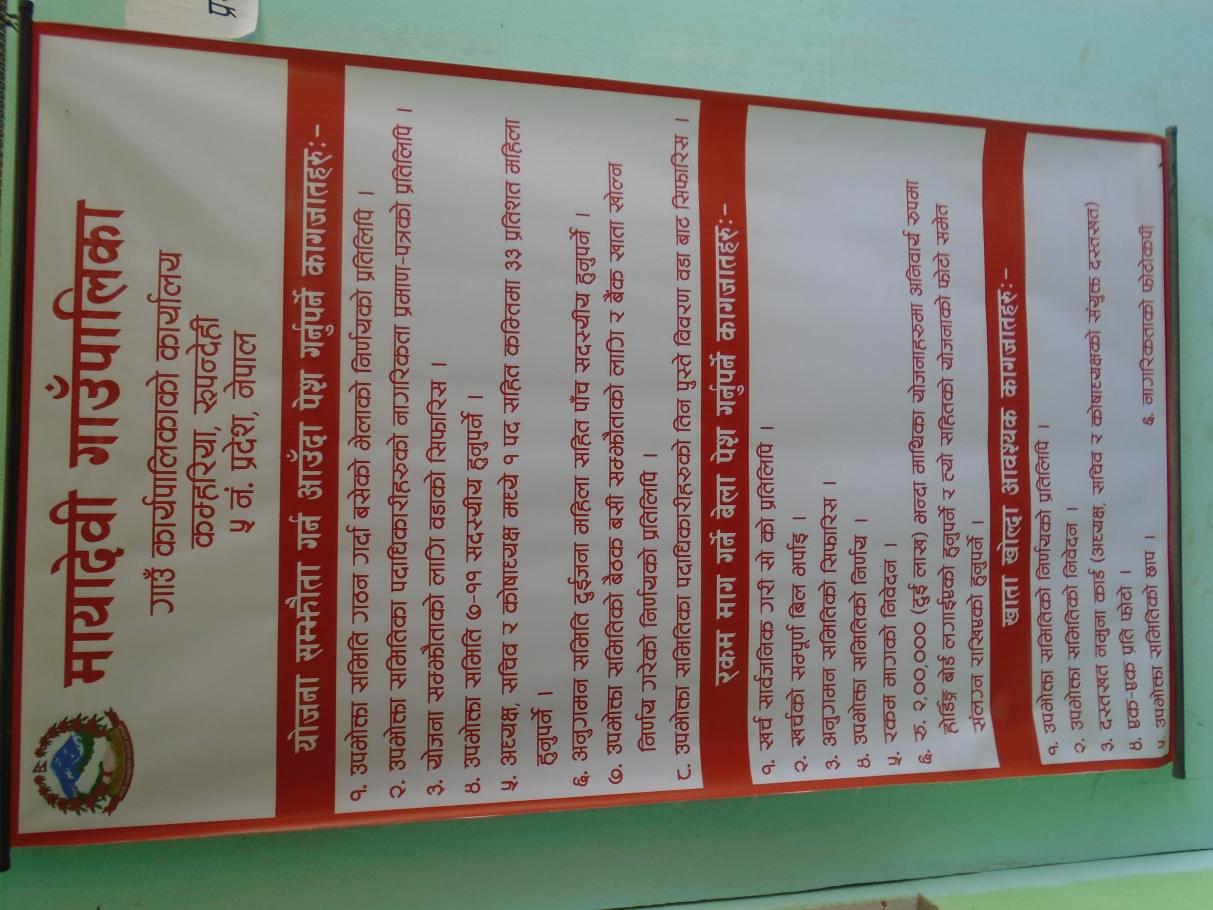 मायादेवी गाउँपालिका
गाउँ कार्यपालिकाको कार्यालय
कम्हरिया, रूपन्देही
५ नं. प्रदेश, नेपाल
योजना सम्झौता गर्न आउँदा पेश गर्नुपर्ने कागजातहरुः-
१. उपभोक्ता समिति गठन गर्दा बसेको भेलाको निर्णयको प्रतिलिपि ।
२. उपभोक्ता समितिका पदाधिकारीहरुको नागरिकता प्रमाण-पत्रको प्रतिलिपि ।
३. योजना सम्झौताको लागि वडाको सिफारिस ।
४. उपभोक्ता समिति ७-११ सदस्यीय हुनुपर्ने ।
५. अध्यक्ष, सचिव र कोषाध्यक्ष मध्ये १ पद सहित कम्तिमा ३३ प्रतिशत महिला
हुनुपर्ने ।
६. अनुगमन समिति दुईजना महिला सहित पाँच सदस्यीय हुनुपर्ने ।
७. उपभोक्ता समितिको बैठक बसी सम्झौताको लागि र बैंक खाता खोल्न
निर्णय गरेको निर्णयको प्रतिलिपि ।
८. उपभोक्ता समितिका पदाधिकारीहरुको तिन पुस्ते विवरण वडा बाट सिफारिस ।
रकम माग गर्ने बेला पेश गर्नुपर्ने कागजातहरुः-
१. खर्च सार्वजनिक गरी सो को प्रतिलिपि ।
२. खर्चको सम्पूर्ण बिल भर्पाइ ।
३. अनुगमन समितिको सिफारिस ।
४. उपभोक्ता समितिको निर्णय ।
५. रकम मागको निवेदन ।
६. रु. २,००,००० (दुई लाख) भन्दा माथिका योजनाहरुमा अनिवार्य रुपमा
होर्डिङ्ग बोर्ड लगाईएको हुनुपर्ने र त्यो सहितको योजनाको फोटो समेत
संलग्न राखिएको हुनुपर्ने ।
खाता खोल्दा आवश्यक कागजातहरुः-
१. उपभोक्ता समितिको निर्णयको प्रतिलिपि ।
२. उपभोक्ता समितिको निवेदन ।
३. दस्तखत नमुना कार्ड (अध्यक्ष, सचिव र कोषाध्यक्षको संयुक्त दस्तखत)
४. एक-एक प्रति फोटो ।
५. उपभोक्ता समितिको छाप । ६. नागरिकताको फोटोकपी